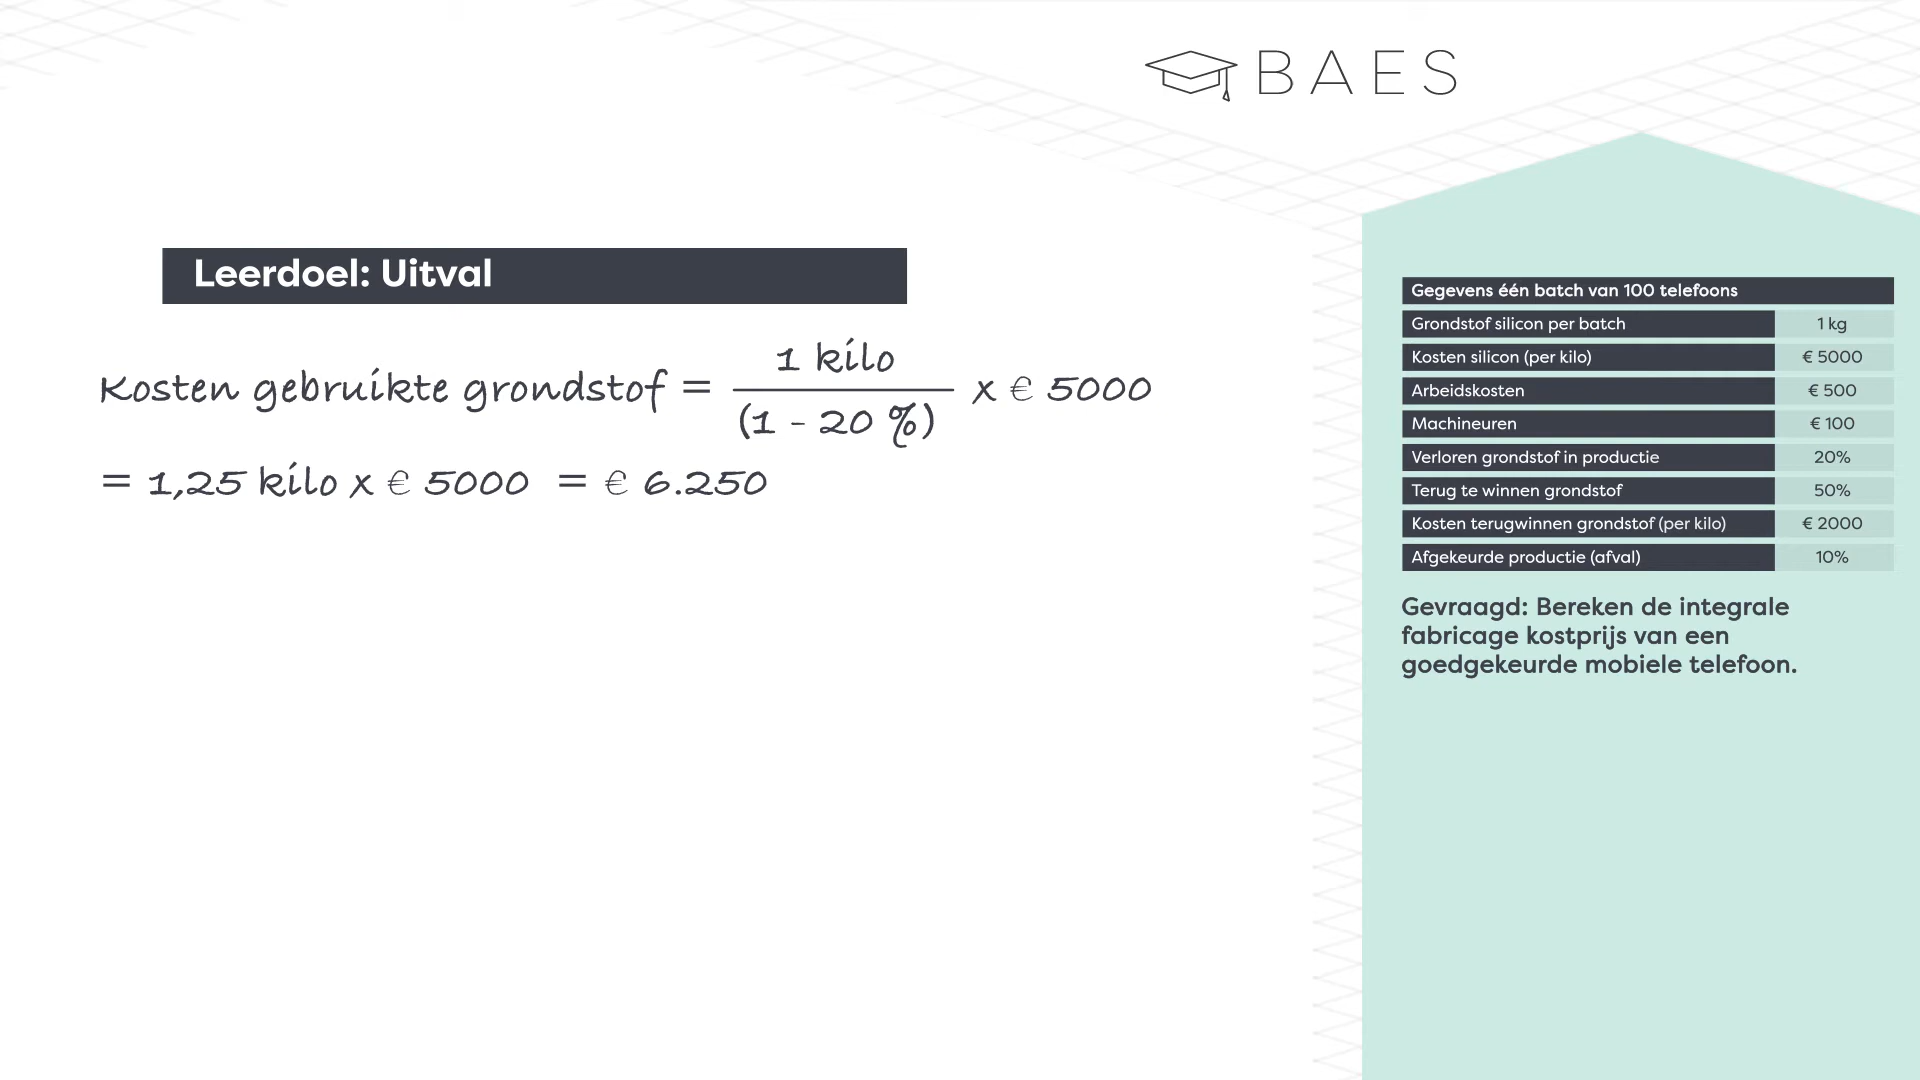 BAES
Leerdoel: Uitval
Kosten gebruikte grondstof = 1 kilo / (1 - 20 %) x € 5000
= 1,25 kilo x € 5000 = € 6.250
Gegevens één batch van 100 telefoons
Grondstof silicon per batch 1 kg
Kosten silicon (per kilo) € 5000
Arbeidskosten € 500
Machineuren € 100
Verloren grondstof in productie 20%
Terug te winnen grondstof 50%
Kosten terugwinnen grondstof (per kilo) € 2000
Afgekeurde productie (afval) 10%
Gevraagd: Bereken de integrale
fabricage kostprijs van een
goedgekeurde mobiele telefoon.